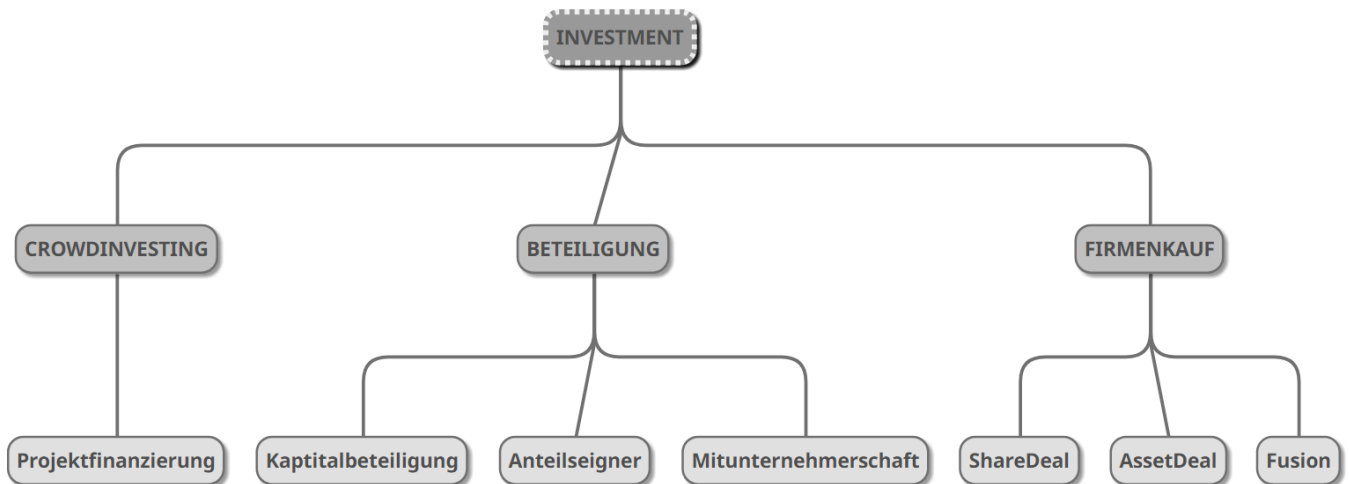 INVESTMENT
CROWDINVESTING
BETEILIGUNG
FIRMENKAUF
Projektfinanzierung
Kaptitalbeteiligung
Anteilseigner
Mitunternehmerschaft
ShareDeal
AssetDeal
Fusion